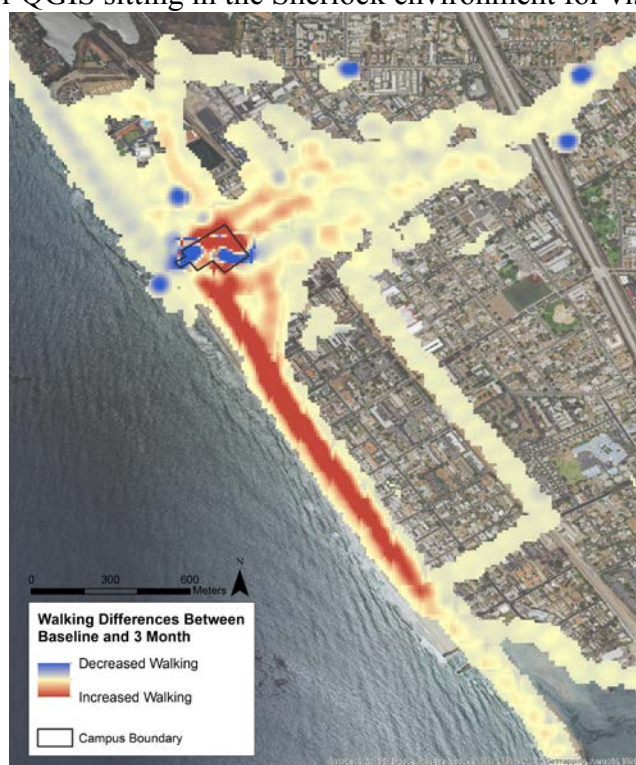 QGIS sitting in the Sherlock environment for
N
0 300 600
Meters
Walking Differences Between
Baseline and 3 Month
Decreased Walking
Increased Walking
Campus Boundary
Getmapping